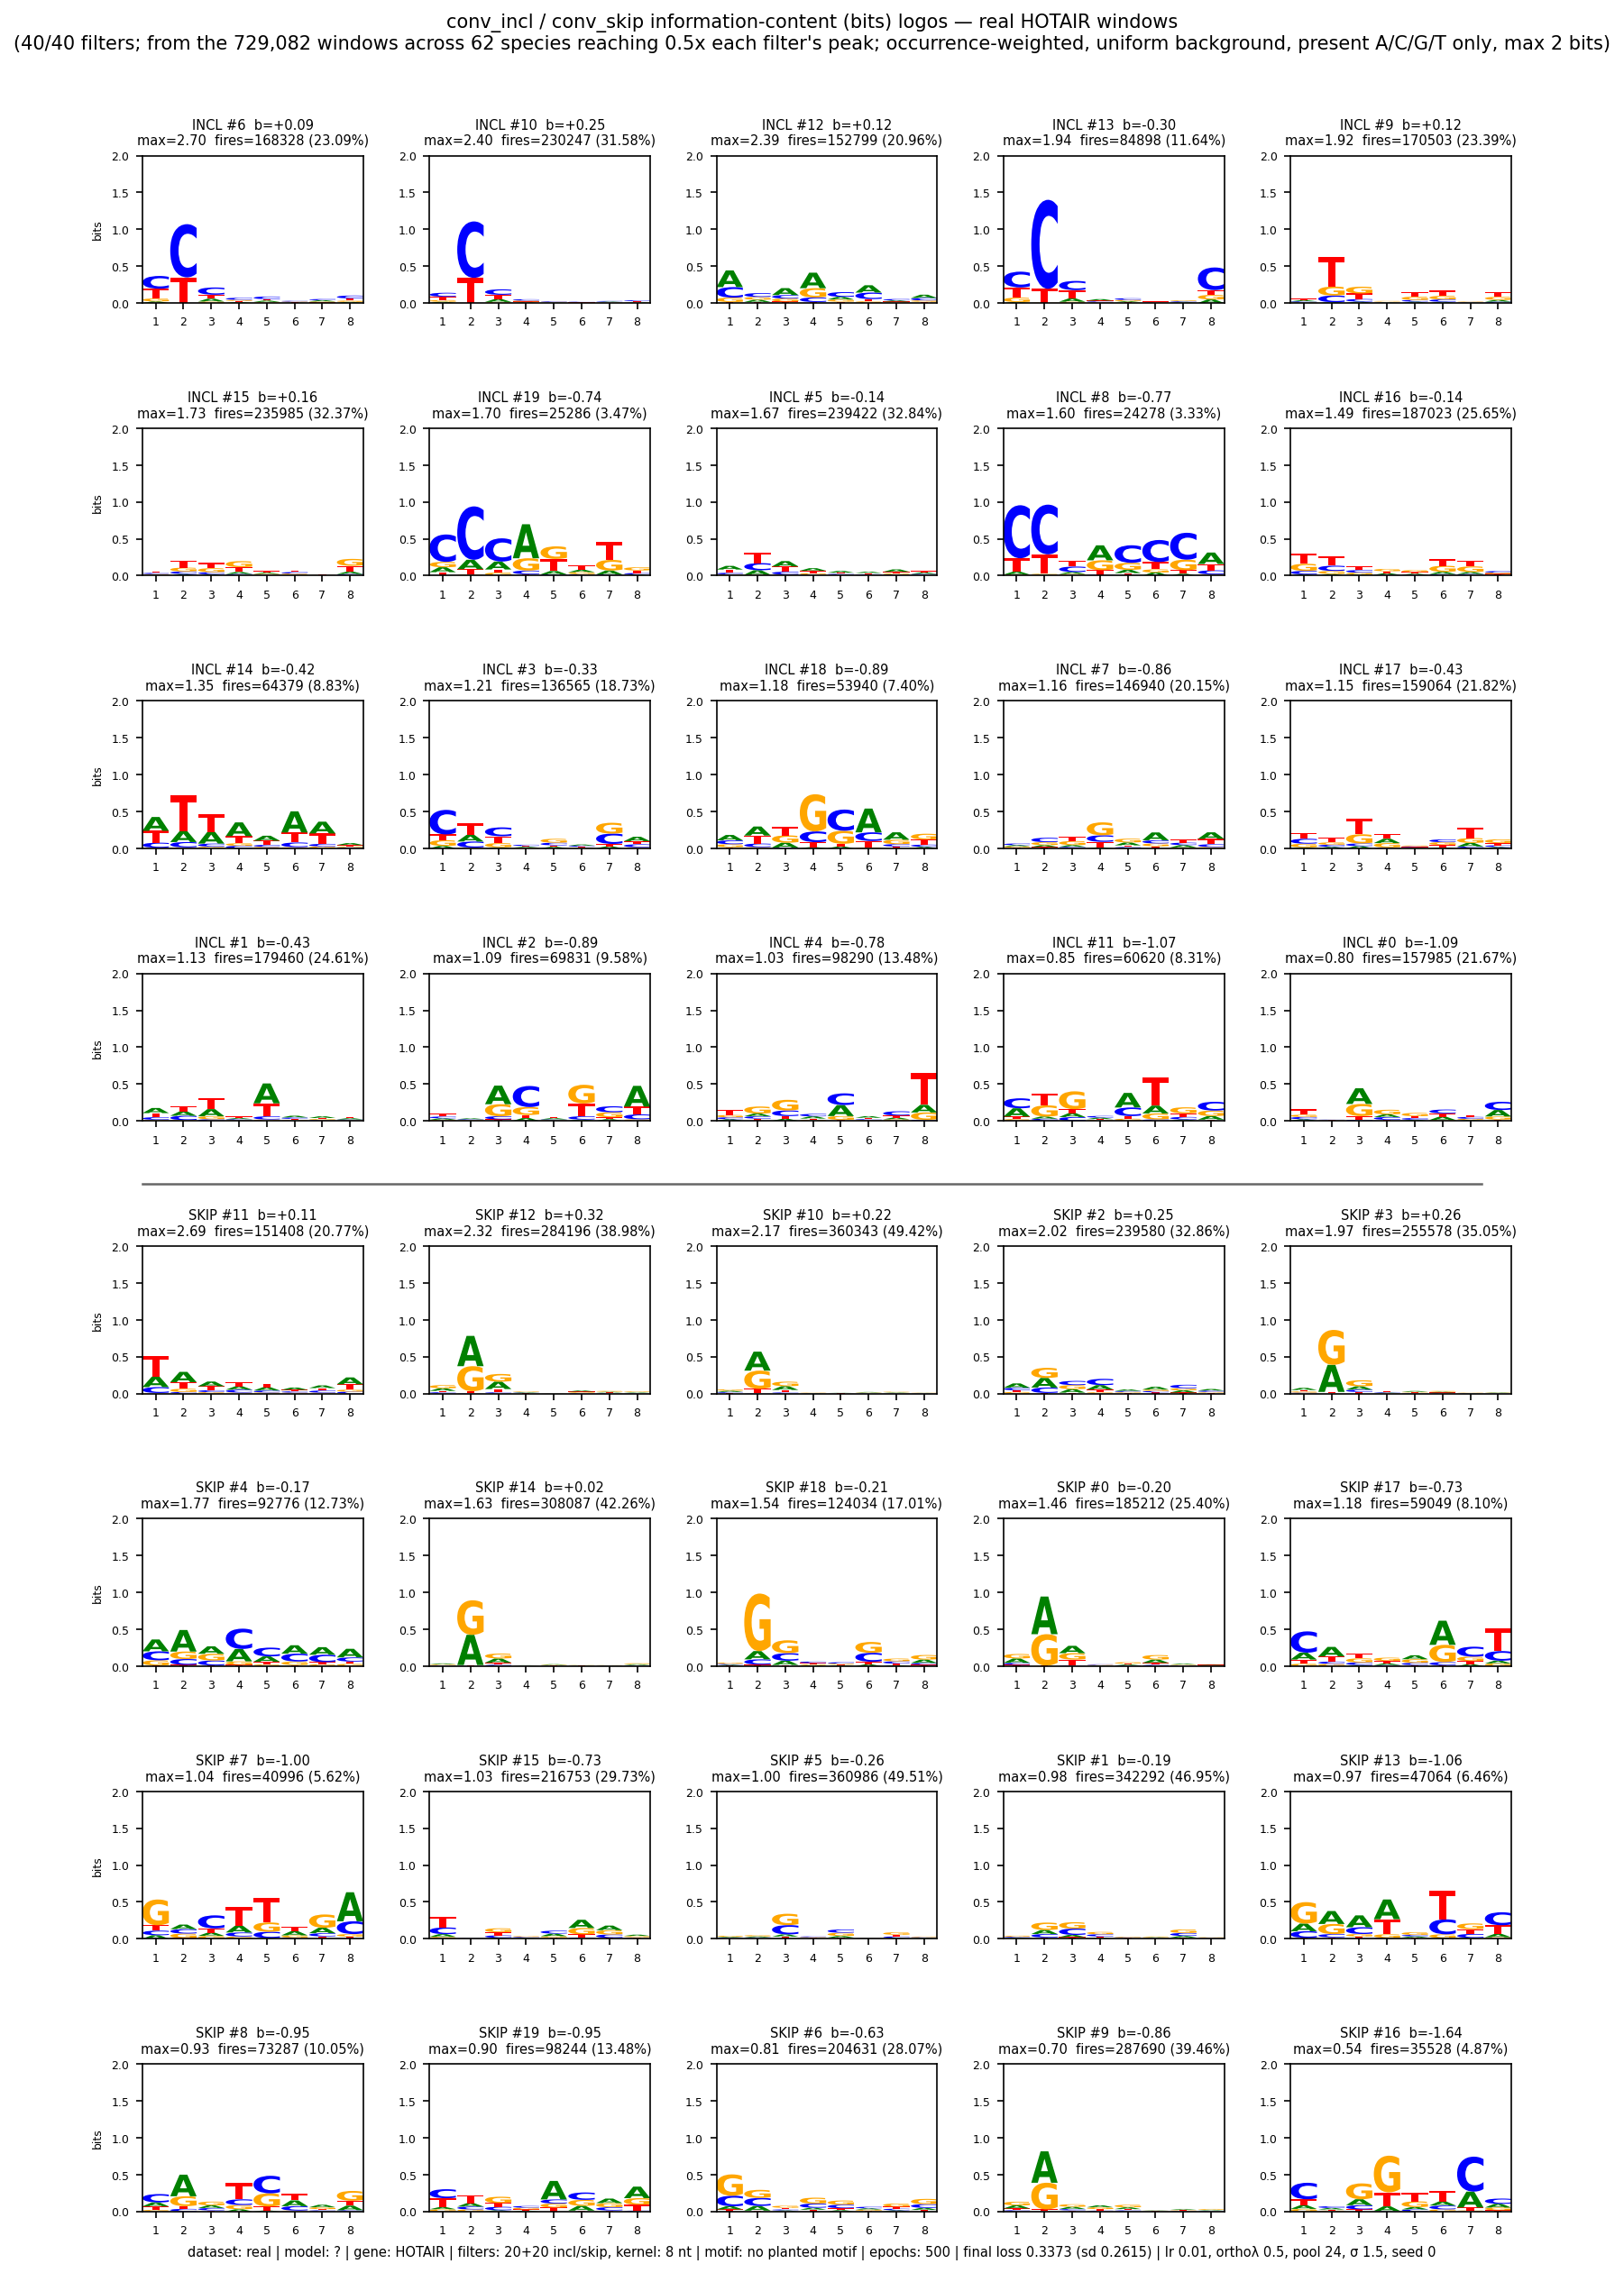 conv_incl / conv_skip information-content (bits) logos — real HOTAIR windows
(40/40 filters; from the 729,082 windows across 62 species reaching 0.5x each filter's peak; occurrence-weighted, uniform background, present A/C/G/T only, max 2 bits)
INCL #6 b=+0.09
max=2.70 fires=168328 (23.09%)
INCL #10 b=+0.25
max=2.40 fires=230247 (31.58%)
INCL #12 b=+0.12
max=2.39 fires=152799 (20.96%)
INCL #13 b=-0.30
max=1.94 fires=84898 (11.64%)
INCL #9 b=+0.12
max=1.92 fires=170503 (23.39%)
INCL #15 b=+0.16
max=1.73 fires=235985 (32.37%)
INCL #19 b=-0.74
max=1.70 fires=25286 (3.47%)
INCL #5 b=-0.14
max=1.67 fires=239422 (32.84%)
INCL #8 b=-0.77
max=1.60 fires=24278 (3.33%)
INCL #16 b=-0.14
max=1.49 fires=187023 (25.65%)
INCL #14 b=-0.42
max=1.35 fires=64379 (8.83%)
INCL #3 b=-0.33
max=1.21 fires=136565 (18.73%)
INCL #18 b=-0.89
max=1.18 fires=53940 (7.40%)
INCL #7 b=-0.86
max=1.16 fires=146940 (20.15%)
INCL #17 b=-0.43
max=1.15 fires=159064 (21.82%)
INCL #1 b=-0.43
max=1.13 fires=179460 (24.61%)
INCL #2 b=-0.89
max=1.09 fires=69831 (9.58%)
INCL #4 b=-0.78
max=1.03 fires=98290 (13.48%)
INCL #11 b=-1.07
max=0.85 fires=60620 (8.31%)
INCL #0 b=-1.09
max=0.80 fires=157985 (21.67%)
SKIP #11 b=+0.11
max=2.69 fires=151408 (20.77%)
SKIP #12 b=+0.32
max=2.32 fires=284196 (38.98%)
SKIP #10 b=+0.22
max=2.17 fires=360343 (49.42%)
SKIP #2 b=+0.25
max=2.02 fires=239580 (32.86%)
SKIP #3 b=+0.26
max=1.97 fires=255578 (35.05%)
SKIP #4 b=-0.17
max=1.77 fires=92776 (12.73%)
SKIP #14 b=+0.02
max=1.63 fires=308087 (42.26%)
SKIP #18 b=-0.21
max=1.54 fires=124034 (17.01%)
SKIP #0 b=-0.20
max=1.46 fires=185212 (25.40%)
SKIP #17 b=-0.73
max=1.18 fires=59049 (8.10%)
SKIP #7 b=-1.00
max=1.04 fires=40996 (5.62%)
SKIP #15 b=-0.73
max=1.03 fires=216753 (29.73%)
SKIP #5 b=-0.26
max=1.00 fires=360986 (49.51%)
SKIP #1 b=-0.19
max=0.98 fires=342292 (46.95%)
SKIP #13 b=-1.06
max=0.97 fires=47064 (6.46%)
SKIP #8 b=-0.95
max=0.93 fires=73287 (10.05%)
SKIP #19 b=-0.95
max=0.90 fires=98244 (13.48%)
SKIP #6 b=-0.63
max=0.81 fires=204631 (28.07%)
SKIP #9 b=-0.86
max=0.70 fires=287690 (39.46%)
SKIP #16 b=-1.64
max=0.54 fires=35528 (4.87%)
dataset: real | model: ? | gene: HOTAIR | filters: 20+20 incl/skip, kernel: 8 nt | motif: no planted motif | epochs: 500 | final loss 0.3373 (sd 0.2615) | lr 0.01, orthoλ 0.5, pool 24, σ 1.5, seed 0